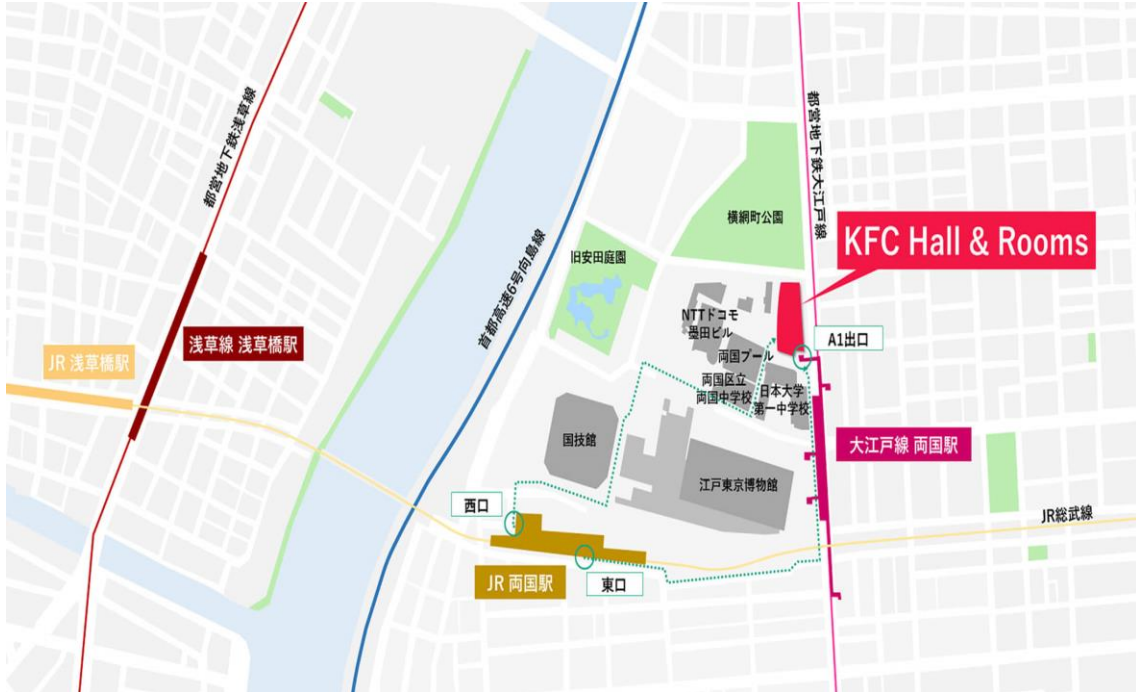 都営地下鉄浅草線
首都高速6号向島線
都営地下鉄大江戸線
横網町公園
KFC Hall & Rooms
旧安田庭園
NTTドコモ
墨田ビル
A1出口
両国プール
両国区立
両国中学校
日本大学
第一中学校
浅草線 浅草橋駅
JR 浅草橋駅
国技館
大江戸線 両国駅
江戸東京博物館
西口
JR総武線
JR 両国駅
東口